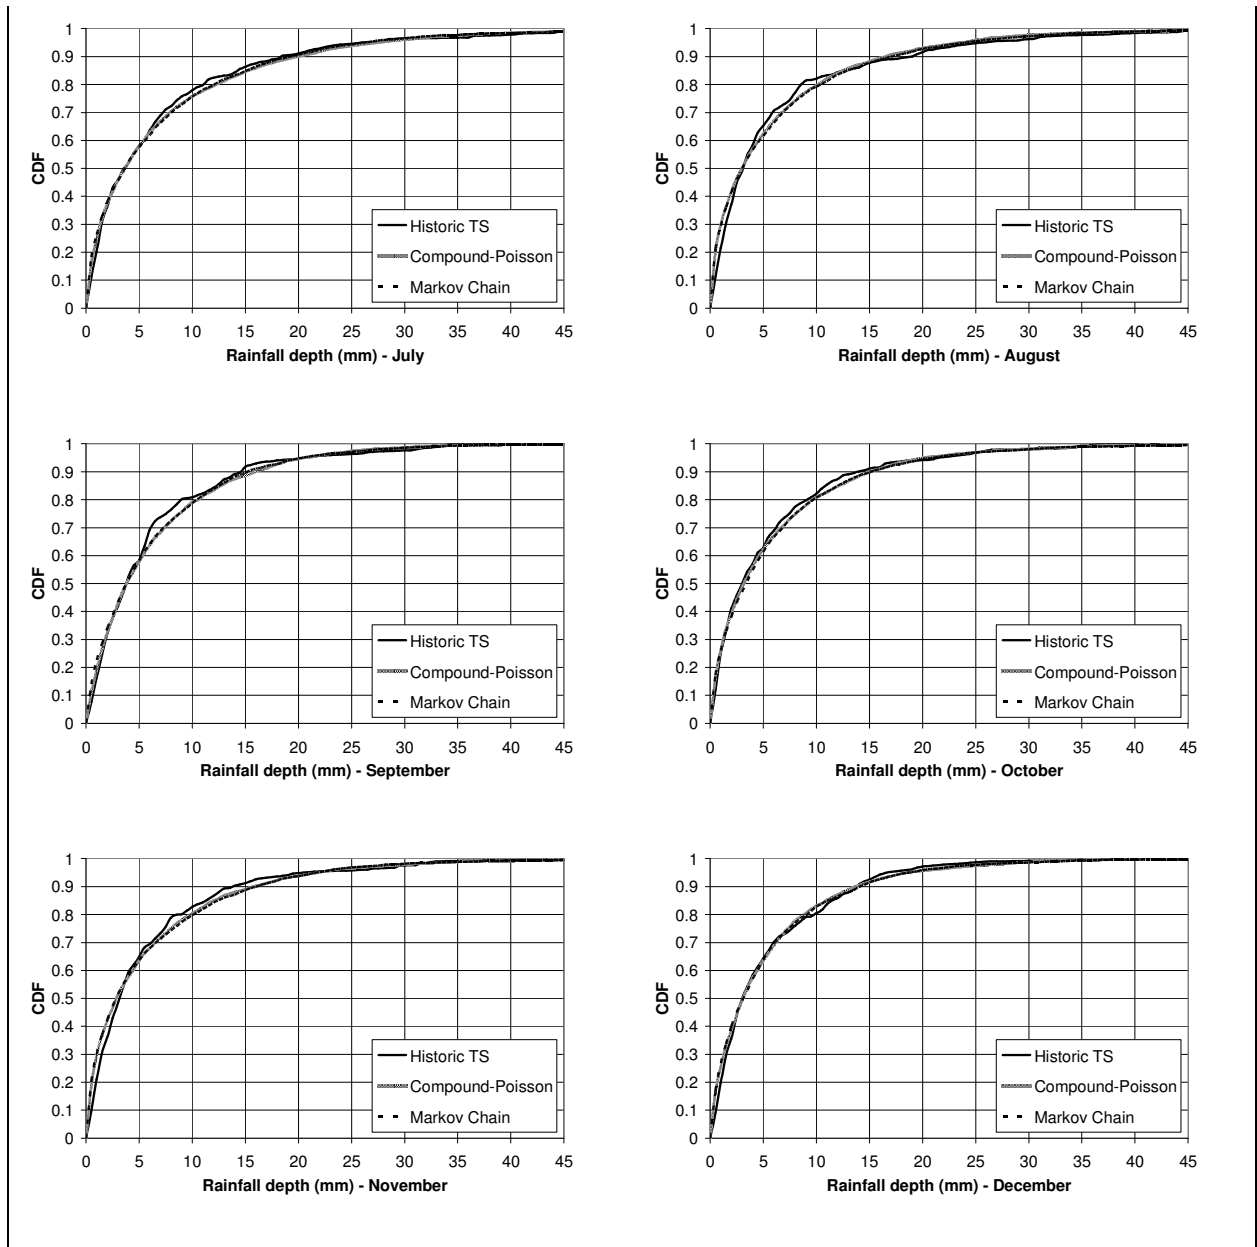 1
0.9
0.8
0.7
0.6
0.5
0.4
0.3
0.2
0.1
0
CDF
Historic TS
Compound-Poisson
Markov Chain
0 5 10 15 20 25 30 35 40 45
Rainfall depth (mm) - July
1
0.9
0.8
0.7
0.6
0.5
0.4
0.3
0.2
0.1
0
CDF
Historic TS
Compound-Poisson
Markov Chain
0 5 10 15 20 25 30 35 40 45
Rainfall depth (mm) - August
1
0.9
0.8
0.7
0.6
0.5
0.4
0.3
0.2
0.1
0
CDF
Historic TS
Compound-Poisson
Markov Chain
0 5 10 15 20 25 30 35 40 45
Rainfall depth (mm) - September
1
0.9
0.8
0.7
0.6
0.5
0.4
0.3
0.2
0.1
0
CDF
Historic TS
Compound-Poisson
Markov Chain
0 5 10 15 20 25 30 35 40 45
Rainfall depth (mm) - October
1
0.9
0.8
0.7
0.6
0.5
0.4
0.3
0.2
0.1
0
CDF
Historic TS
Compound-Poisson
Markov Chain
0 5 10 15 20 25 30 35 40 45
Rainfall depth (mm) - November
1
0.9
0.8
0.7
0.6
0.5
0.4
0.3
0.2
0.1
0
CDF
Historic TS
Compound-Poisson
Markov Chain
0 5 10 15 20 25 30 35 40 45
Rainfall depth (mm) - December